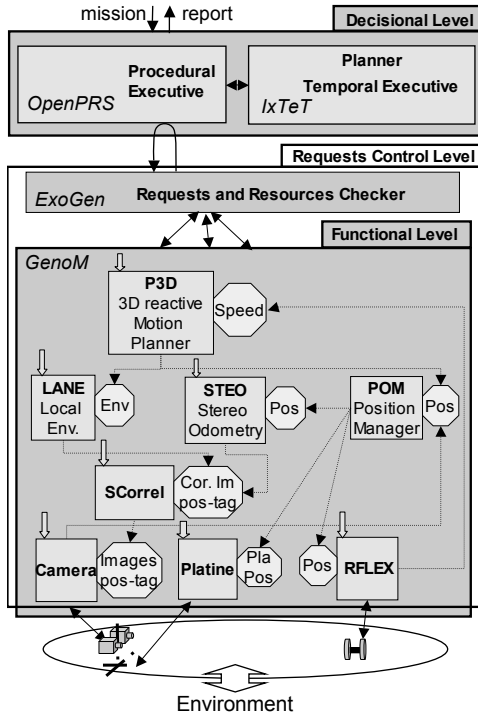 mission report
Decisional Level
Procedural
Executive
OpenPRS
Planner
Temporal Executive
IxTeT
Requests Control Level
ExoGen
Requests and Resources Checker
Functional Level
GenoM
P3D
3D reactive
Motion
Planner
Speed
LANE
Local
Env.
Env
STEO
Stereo
Odometry
Pos
POM
Position
Manager
Pos
SCorrel
Cor. Im
pos-tag
Camera
Images
pos-tag
Platine
Pla
Pos
Pos
RFLEX
Environment